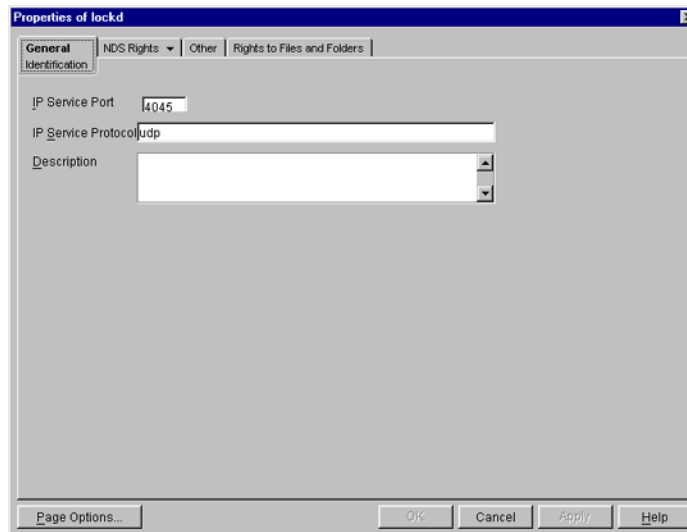 Properties of lockd
General NDS Rights Other Rights to Files and Folders
Identification
IP Service Port 4045
IP Service Protocol udp
Description
Page Options... OK Cancel Apply Help